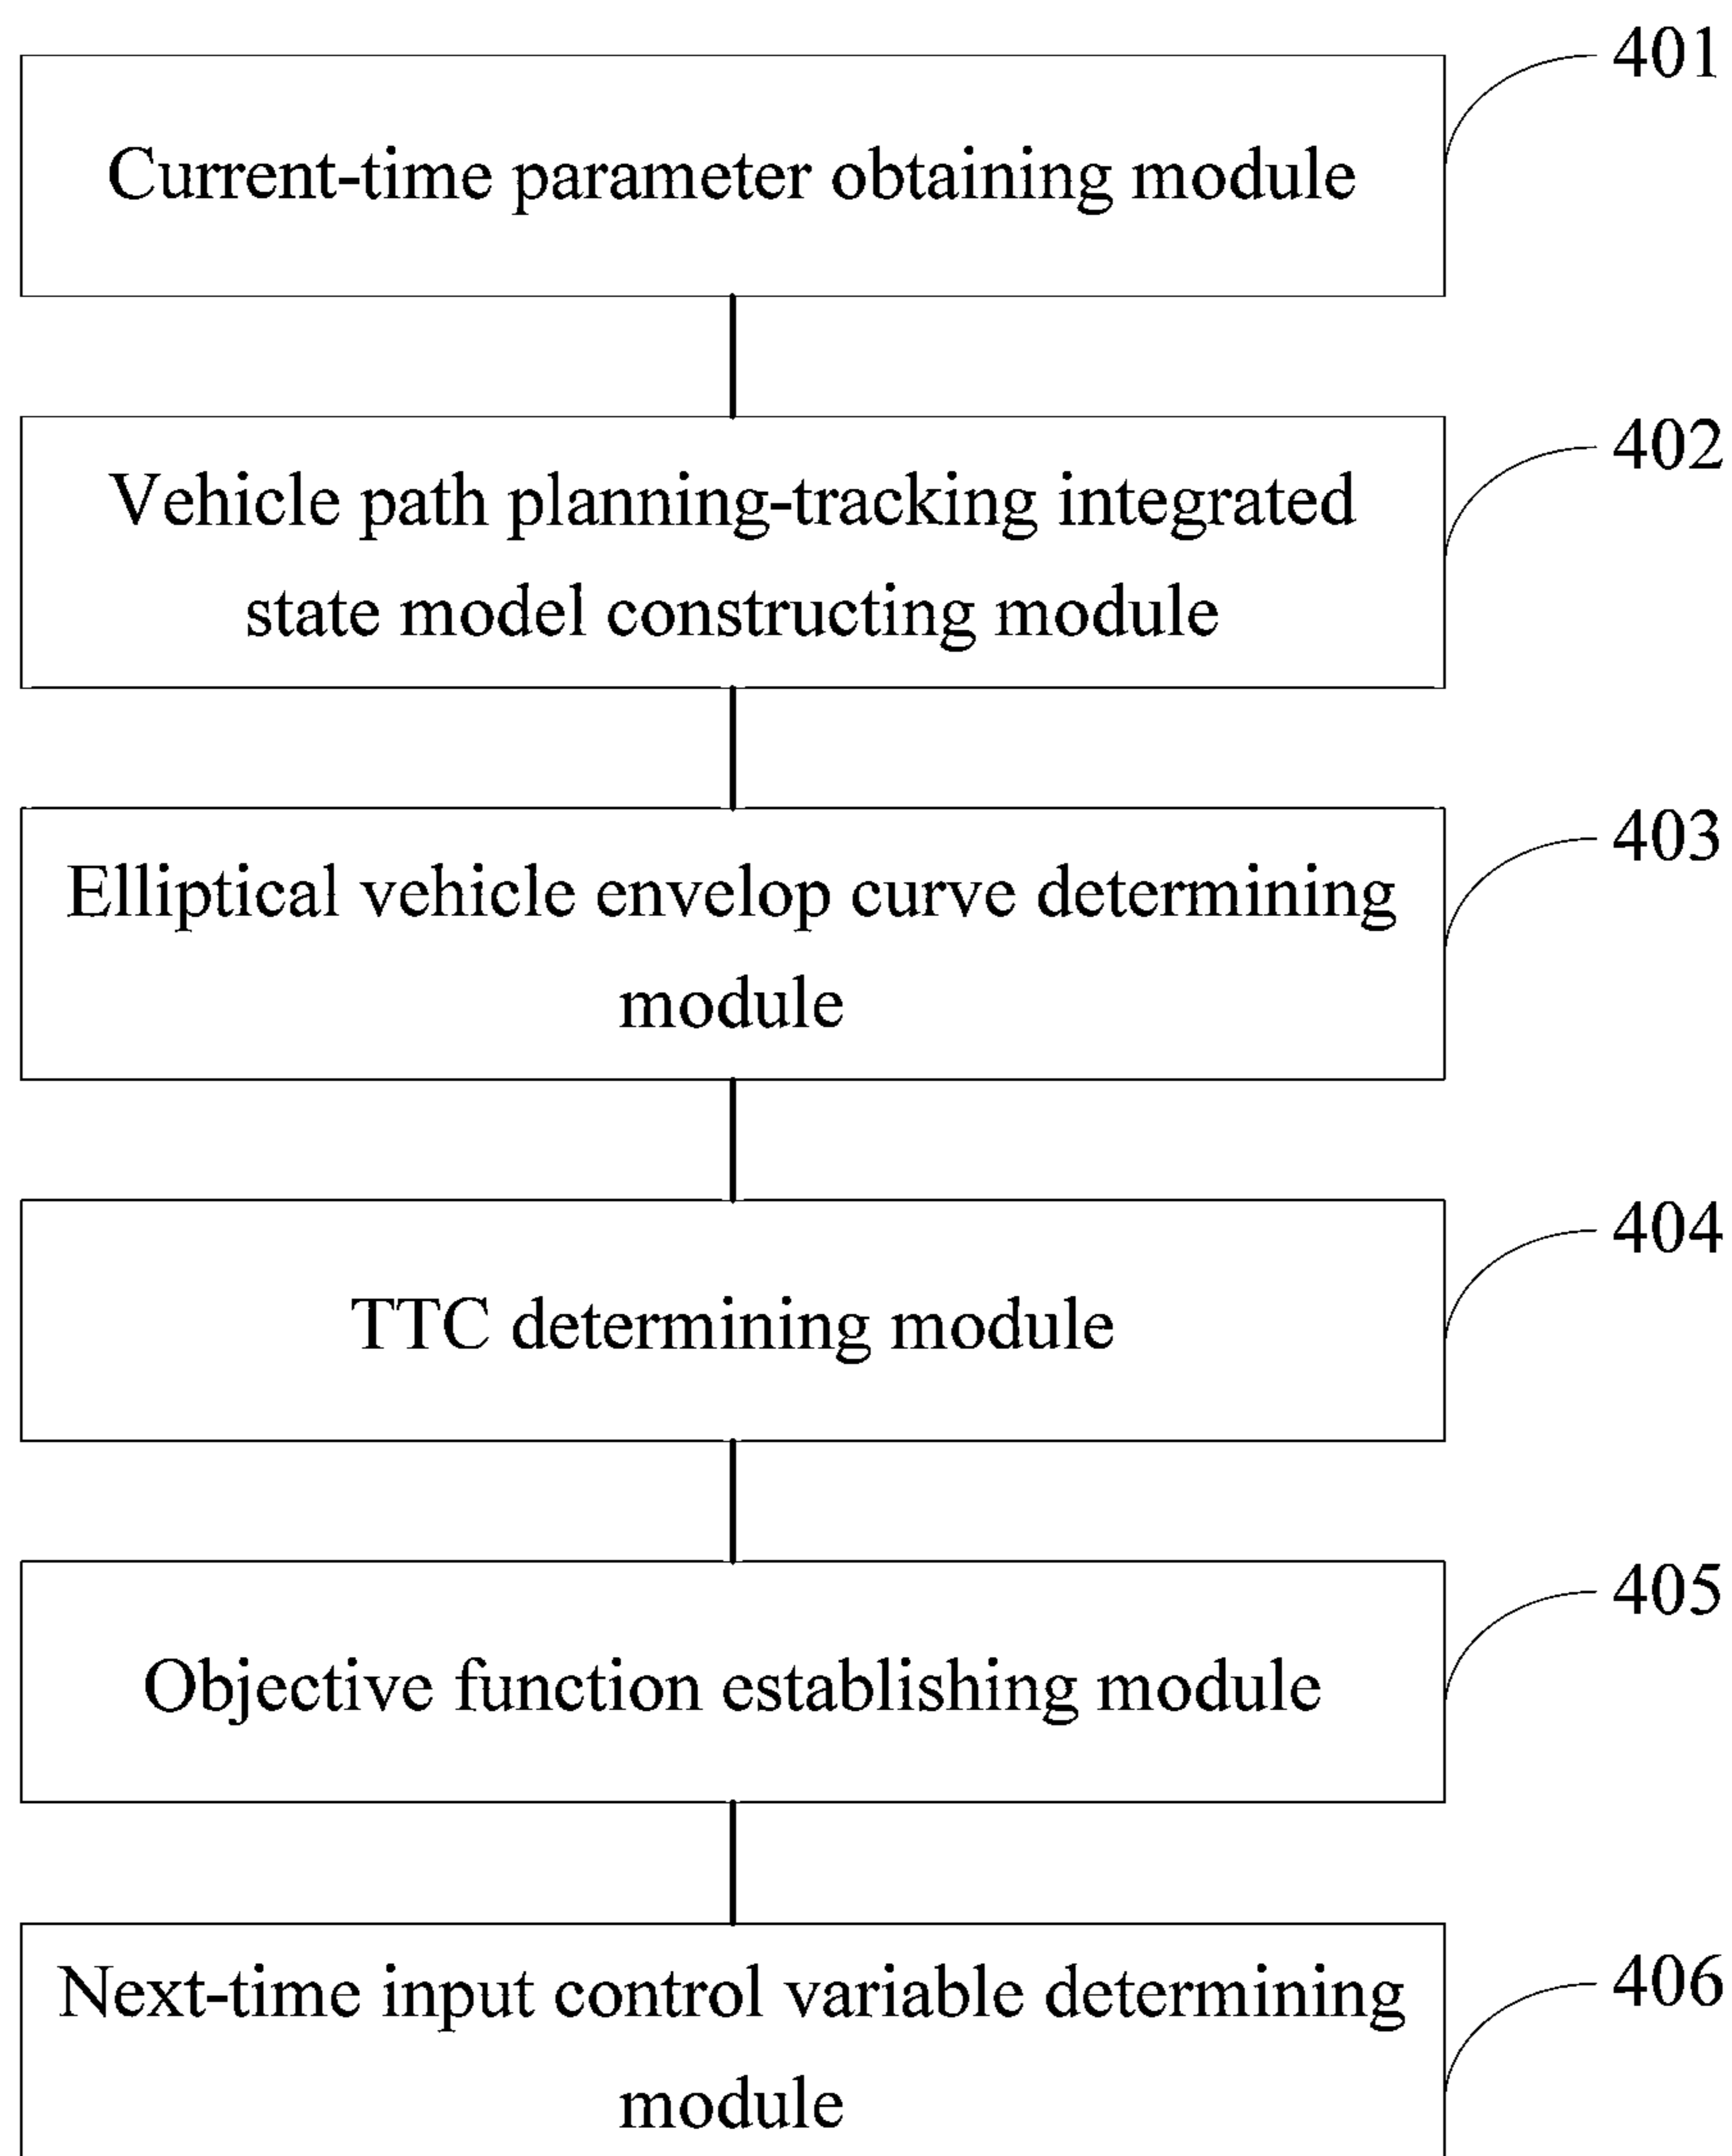 401
Current-time parameter obtaining module
402
Vehicle path planning-tracking integrated
state model constructing module
403
Elliptical vehicle envelop curve determining
module
404
TTC determining module
405
Objective function establishing module
406
Next-time input control variable determining
module